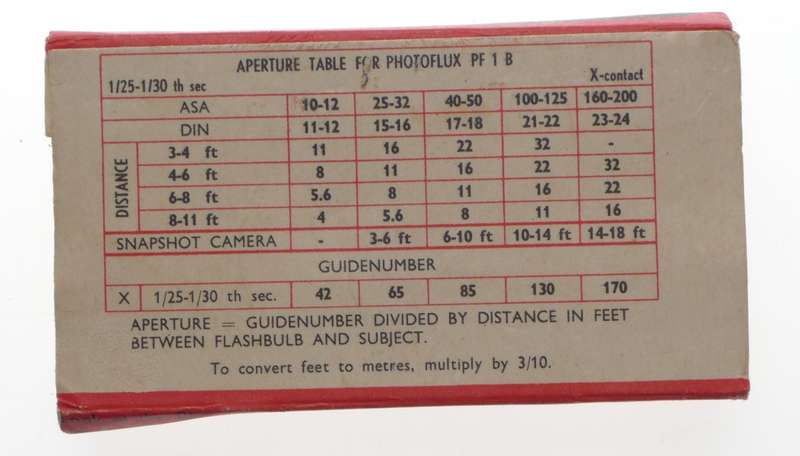 APERTURE TABLE FOR PHOTOFLUX PF 1 B
1/25-1/30 th sec X-contact
ASA 10-12 25-32 40-50 100-125 160-200
DIN 11-12 15-16 17-18 21-22 23-24
DISTANCE
3-4 ft 11 16 22 32 -
4-6 ft 8 11 16 22 32
6-8 ft 5.6 8 11 16 22
8-11 ft 4 5.6 8 11 16
SNAPSHOT CAMERA - 3-6 ft 6-10 ft 10-14 ft 14-18 ft
GUIDENUMBER
X 1/25-1/30 th sec. 42 65 85 130 170
APERTURE = GUIDENUMBER DIVIDED BY DISTANCE IN FEET
BETWEEN FLASHBULB AND SUBJECT.
To convert feet to metres, multiply by 3/10.